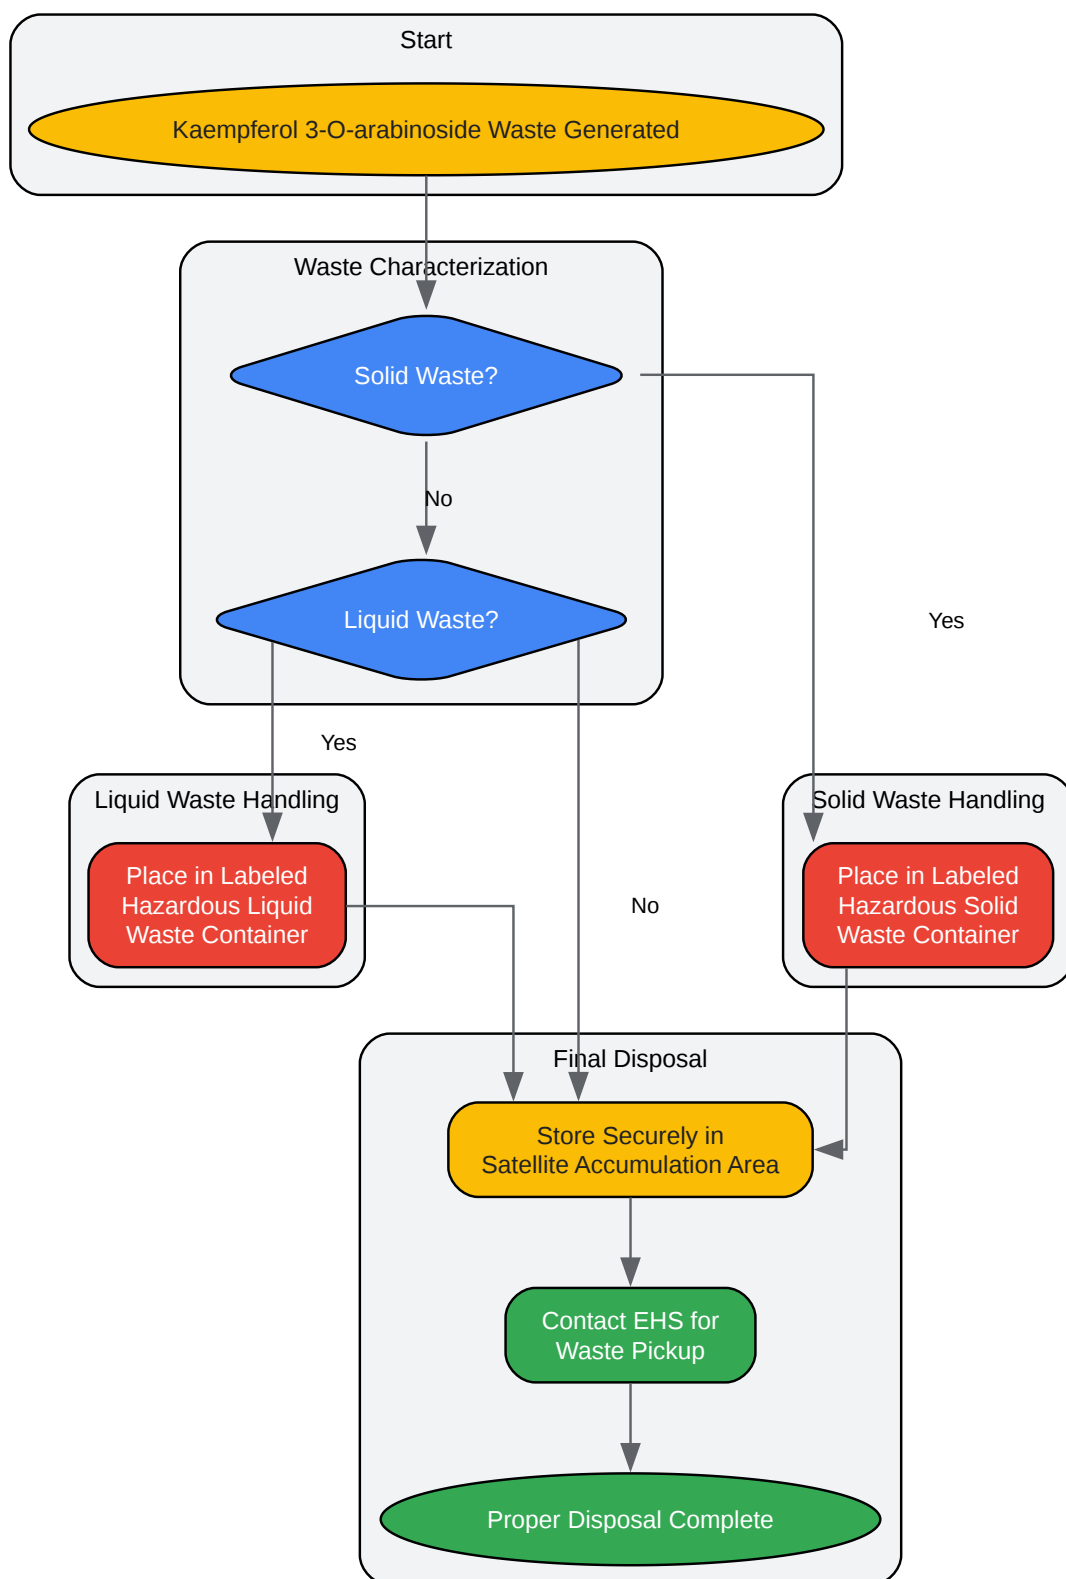 Start
Kaempferol 3-O-arabinoside Waste Generated
Waste Characterization
Solid Waste?
No
Liquid Waste?
Yes
Yes
Liquid Waste Handling
Solid Waste Handling
Place in Labeled
Hazardous Liquid
Waste Container
No
Place in Labeled
Hazardous Solid
Waste Container
Final Disposal
Store Securely in
Satellite Accumulation Area
Contact EHS for
Waste Pickup
Proper Disposal Complete